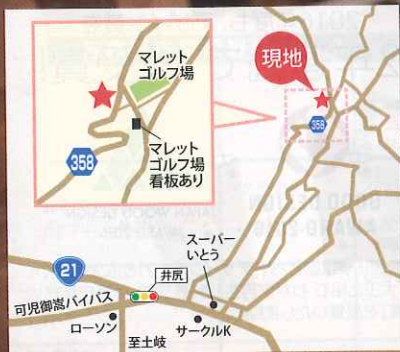 マレット
ゴルフ場
358
マレット
ゴルフ場
看板あり
現地
358
21
井尻
可児御嵩バイパス
ローソン
至土岐
スーパー
いとう
サークルK